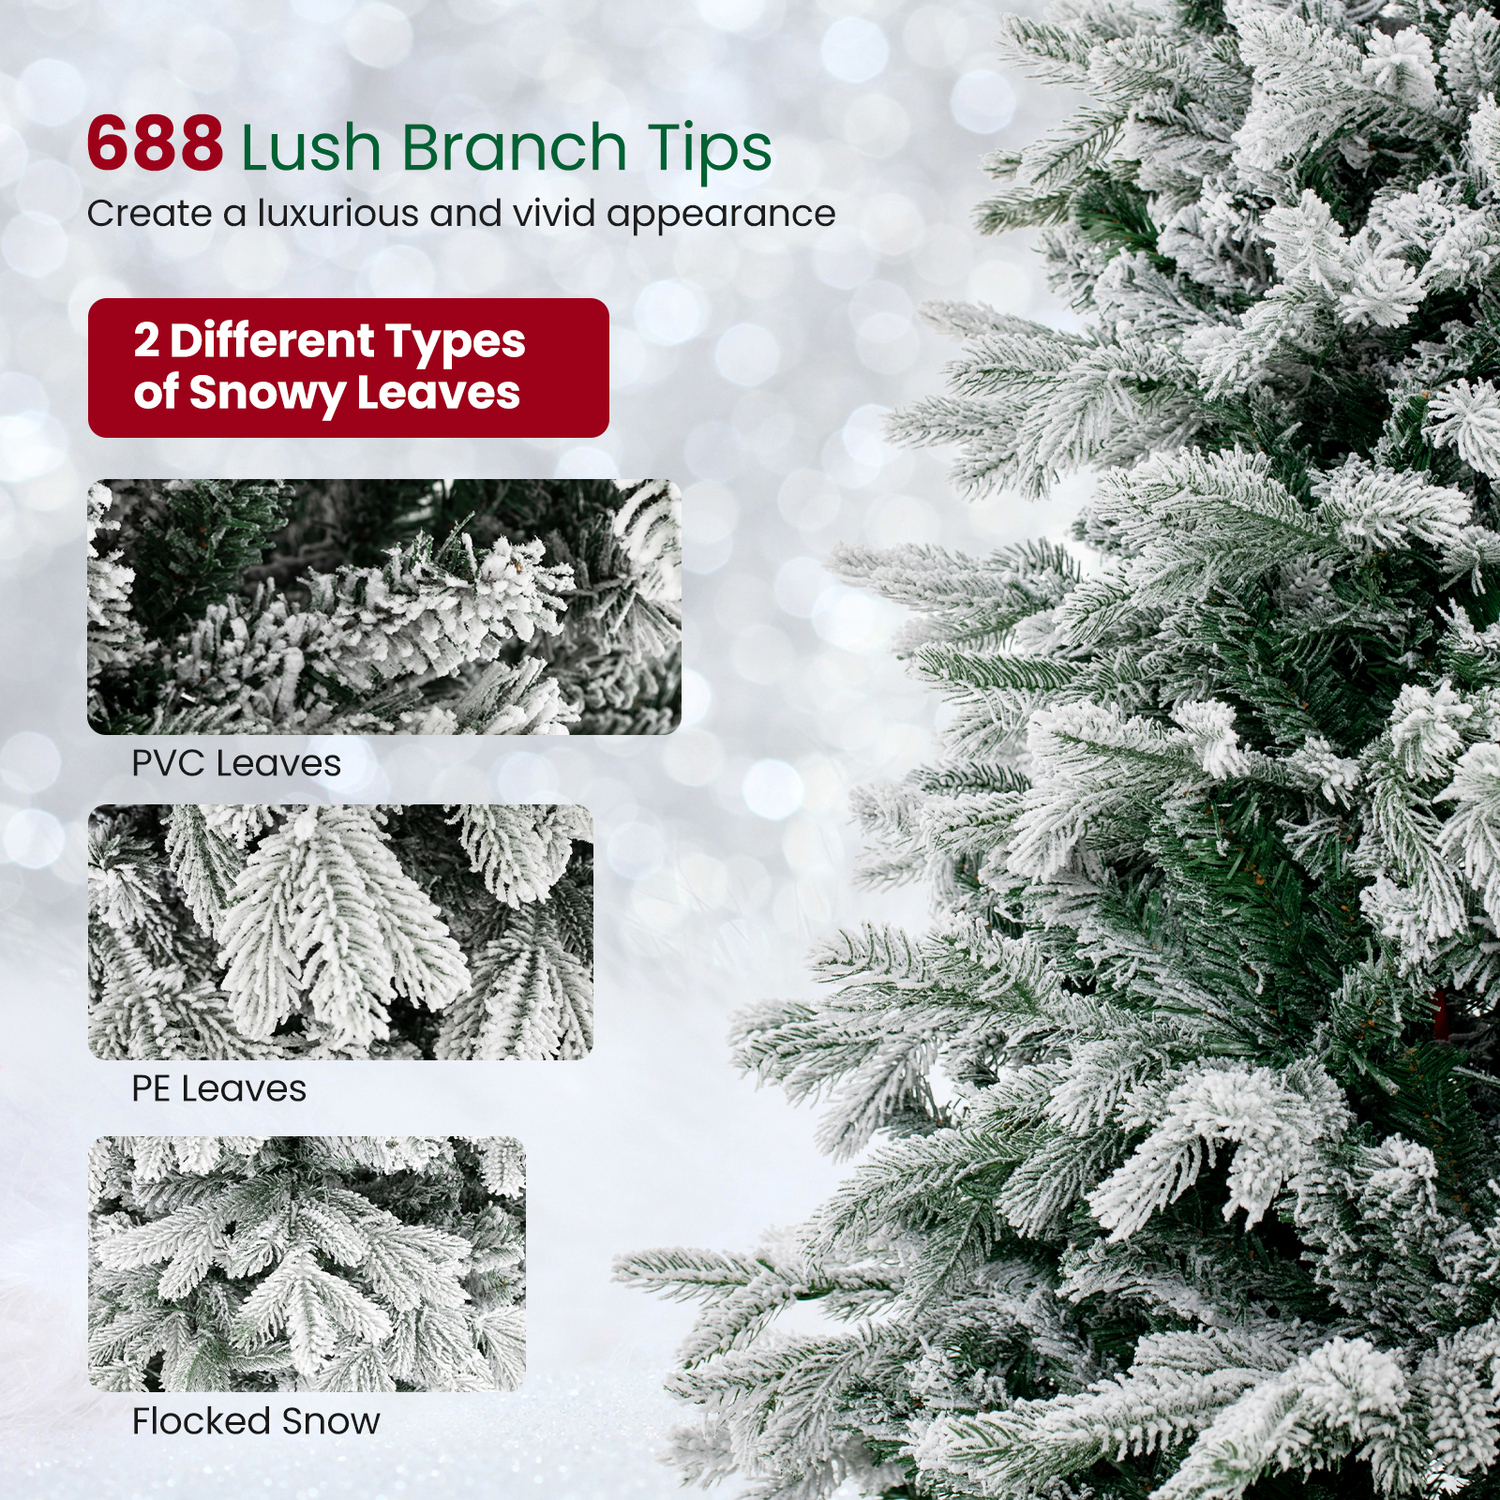 688 Lush Branch Tips
Create a luxurious and vivid appearance
2 Different Types
of Snowy Leaves
PVC Leaves
PE Leaves
Flocked Snow